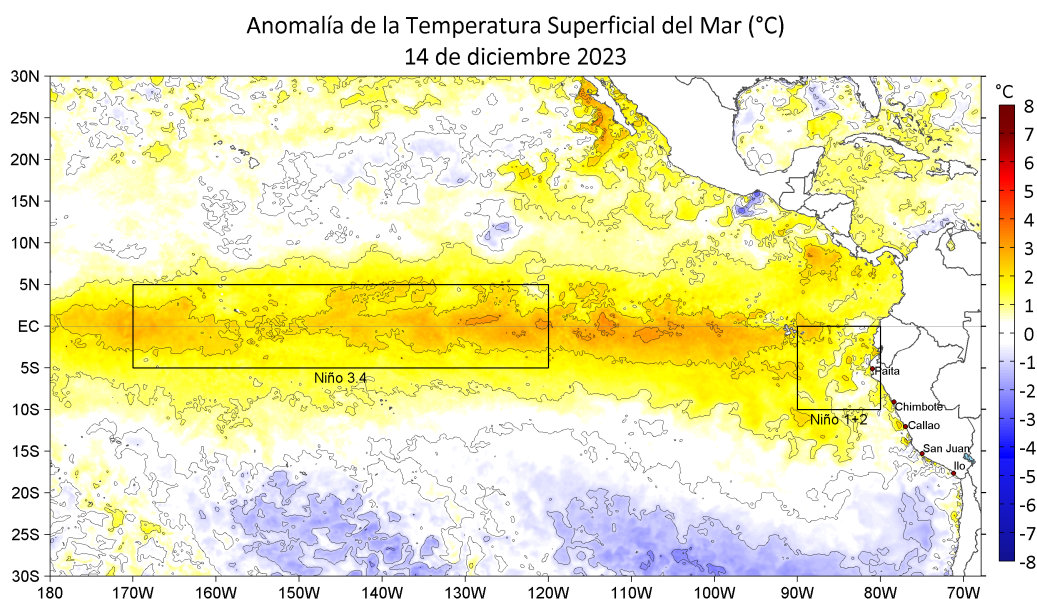 Anomalía de la Temperatura Superficial del Mar (°C)
14 de diciembre 2023
30N
25N
20N
15N
10N
5N
EC
5S
10S
15S
20S
25S
30S
180
170W
160W
150W
140W
130W
120W
110W
100W
90W
80W
70W
Niño 3.4
Niño 1+2
Paita
Chimbote
Callao
San Juan
Ilo
°C
8
7
6
5
4
3
2
1
0
-1
-2
-3
-4
-5
-6
-7
-8